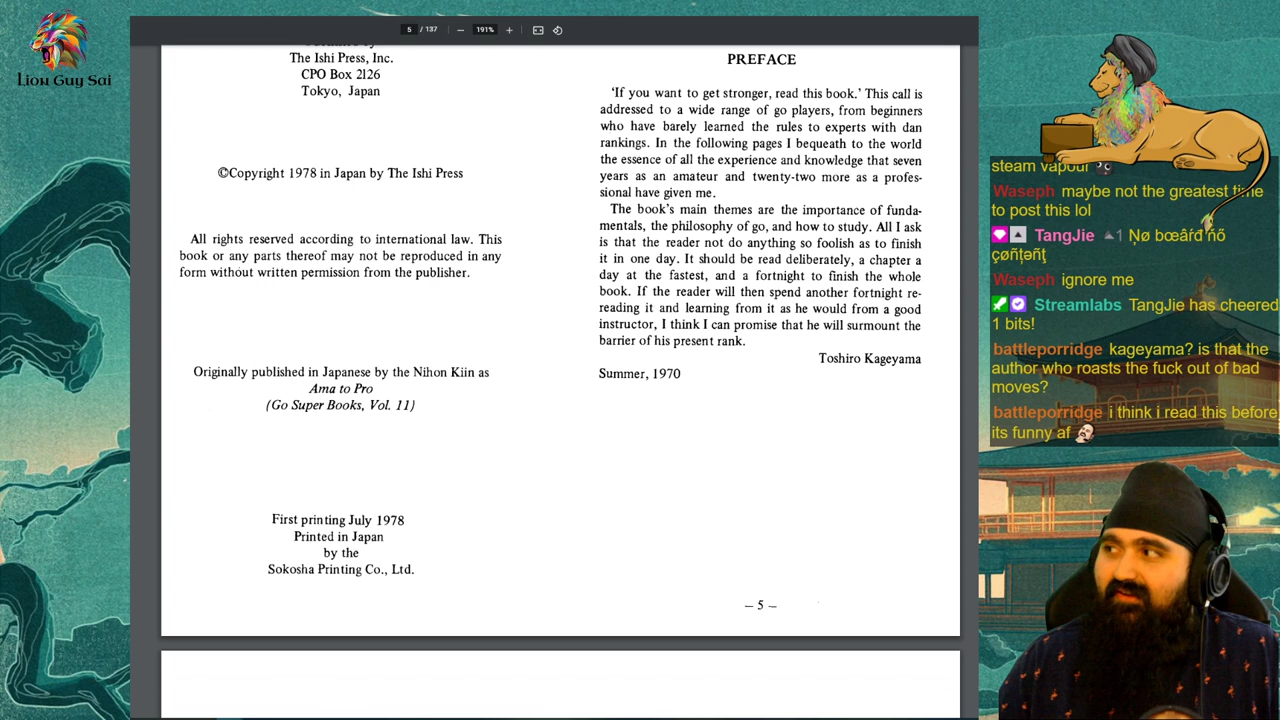 Lion Guy Sai
5 / 137
191%
The Ishi Press, Inc.
CPO Box 2126
Tokyo, Japan
©Copyright 1978 in Japan by The Ishi Press
All rights reserved according to international law. This
book or any parts thereof may not be reproduced in any
form without written permission from the publisher.
Originally published in Japanese by the Nihon Kiin as
Ama to Pro
(Go Super Books, Vol. 11)
First printing July 1978
Printed in Japan
by the
Sokosha Printing Co., Ltd.
PREFACE
‘If you want to get stronger, read this book.’ This call is
addressed to a wide range of go players, from beginners
who have barely learned the rules to experts with dan
rankings. In the following pages I bequeath to the world
the essence of all the experience and knowledge that seven
years as an amateur and twenty-two more as a profes-
sional have given me.
The book's main themes are the importance of funda-
mentals, the philosophy of go, and how to study. All I ask
is that the reader not do anything so foolish as to finish
it in one day. It should be read deliberately, a chapter a
day at the fastest, and a fortnight to finish the whole
book. If the reader will then spend another fortnight re-
reading it and learning from it as he would from a good
instructor, I think I can promise that he will surmount the
barrier of his present rank.
Toshiro Kageyama
Summer, 1970
— 5 —
steam vapour
Waseph maybe not the greatest time
to post this lol
TangJie 1 Ņø bœâŕđ ñő
çøñţøñţ
Waseph ignore me
Streamlabs TangJie has cheered
1 bits!
battleporridge kageyama? is that the
author who roasts the fuck out of bad
moves?
battleporridge i think i read this before
its funny af